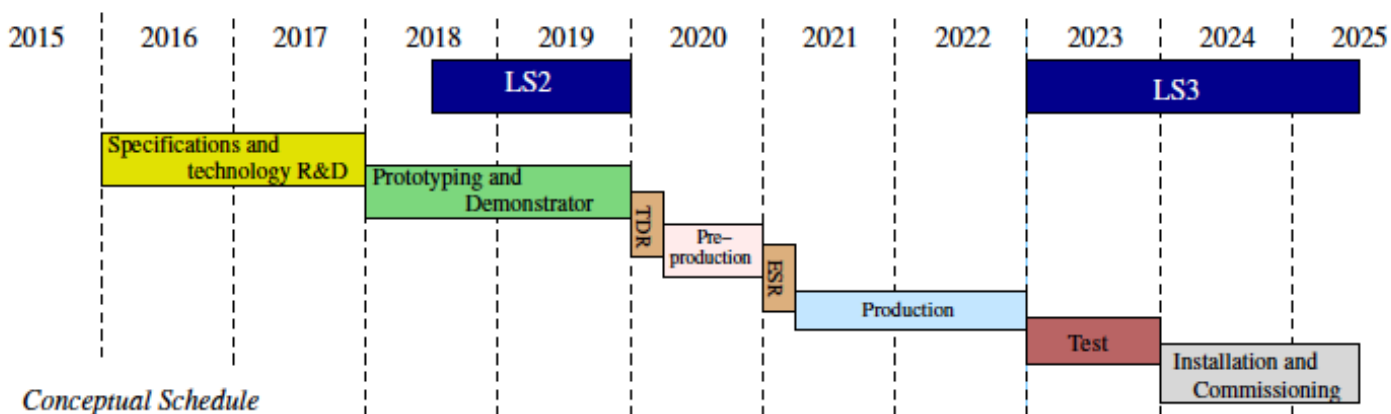 2015 2016 2017 2018 2019 2020 2021 2022 2023 2024 2025
LS2
LS3
Specifications and
technology R&D
Prototyping and
Demonstrator
TDR
Pre–
production
ESR
Production
Test
Installation and
Commissioning
Conceptual Schedule